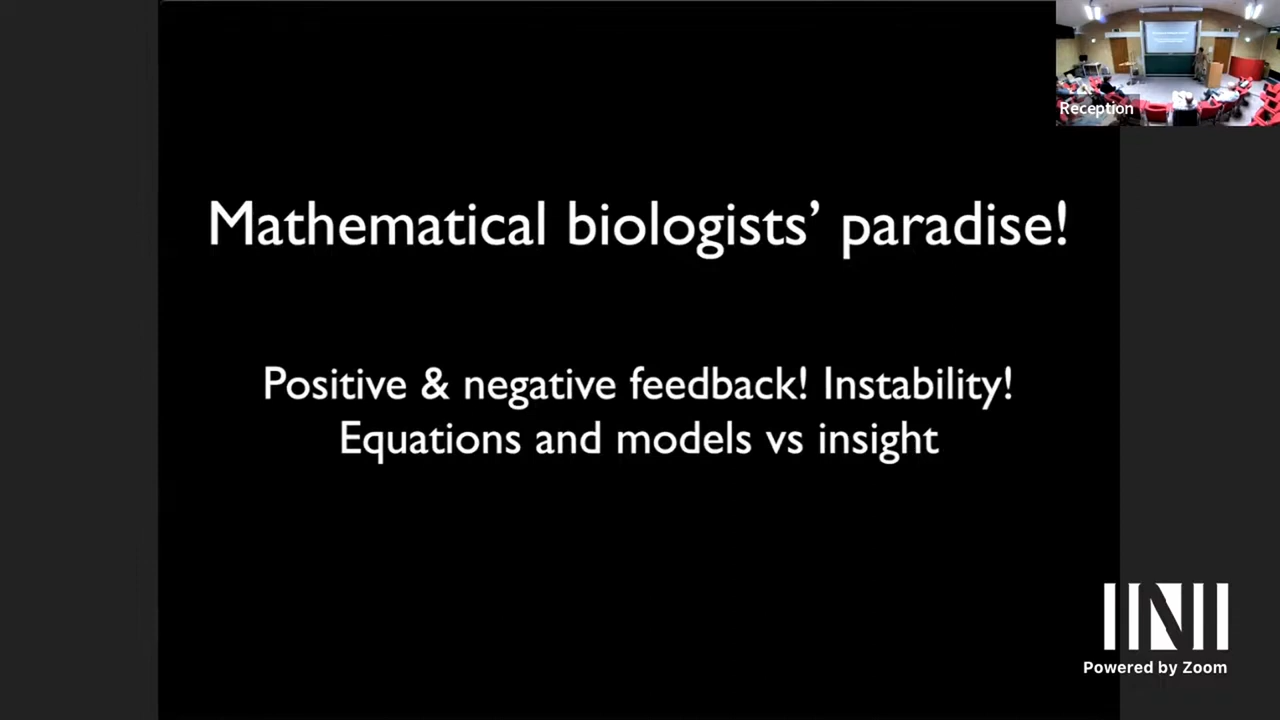 Reception
Mathematical biologists’ paradise!
Positive & negative feedback! Instability!
Equations and models vs insight
INI
Powered by Zoom